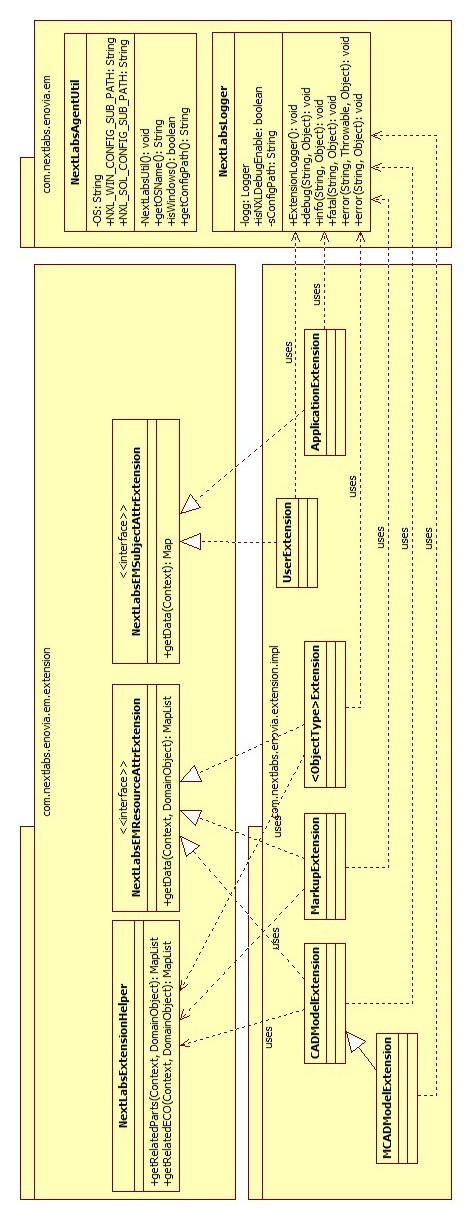 com.nextlabs.enovia.em.extension
NextLabsExtensionHelper
+getRelatedParts(Context, DomainObject): MapList
+getRelatedECO(Context, DomainObject): MapList
<<interface>>
NextLabsEMResourceAttrExtension
+getData(Context, DomainObject): MapList
<<interface>>
NextLabsEMSubjectAttrExtension
+getData(Context): Map
com.nextlabs.enovia.em
NextLabsAgentUtil
-OS: String
+NXL_WIN_CONFIG_SUB_PATH: String
+NXL_SOL_CONFIG_SUB_PATH: String
-NextLabsUtil(): void
+getOSName(): String
+isWindows(): boolean
+getConfigPath(): String
NextLabsLogger
-logg: Logger
+isNXLDebugEnable: boolean
-sConfigPath: String
+ExtensionLogger(): void
+debug(String, Object): void
+info(String, Object): void
+fatal(String, Object): void
+error(String, Throwable, Object): void
+error(String, Object): void
com.nextlabs.enovia.extension.impl
CADModelExtension
MCADModelExtension
MarkupExtension
<ObjectType>Extension
UserExtension
ApplicationExtension
uses
uses
uses
uses
uses
uses
uses
uses
uses